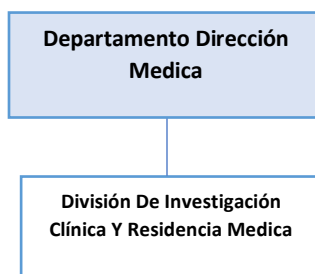 Departamento Dirección
Medica
División De Investigación
Clínica Y Residencia Medica